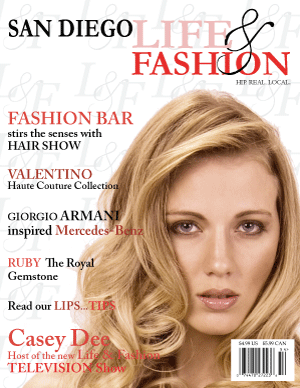 SAN DIEGO LIFE &
FASHION
HIP. REAL. LOCAL.
FASHION BAR
stirs the senses with
HAIR SHOW
VALENTINO
Haute Couture Collection
GIORGIO ARMANI
inspired Mercedes-Benz
RUBY The Royal
Gemstone
Read our LIPS...TIPS
Casey Dee
Host of the new Life & Fashion
TELEVISION Show
$4.99 US £5.99 CAN